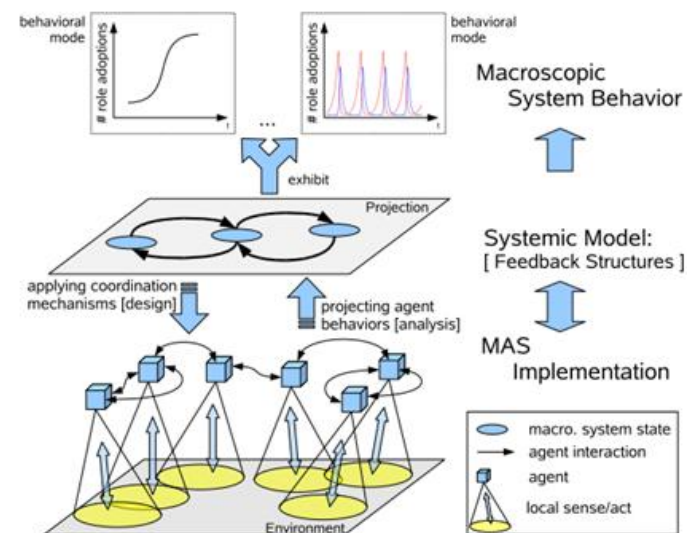 behavioral
mode
# role adoptions
t
...
behavioral
mode
# role adoptions
t
Macroscopic
System Behavior
exhibit
Projection
Systemic Model:
[ Feedback Structures ]
applying coordination
mechanisms [design]
projecting agent
behaviors [analysis]
MAS
Implementation
macro. system state
agent interaction
agent
local sense/act
Environment